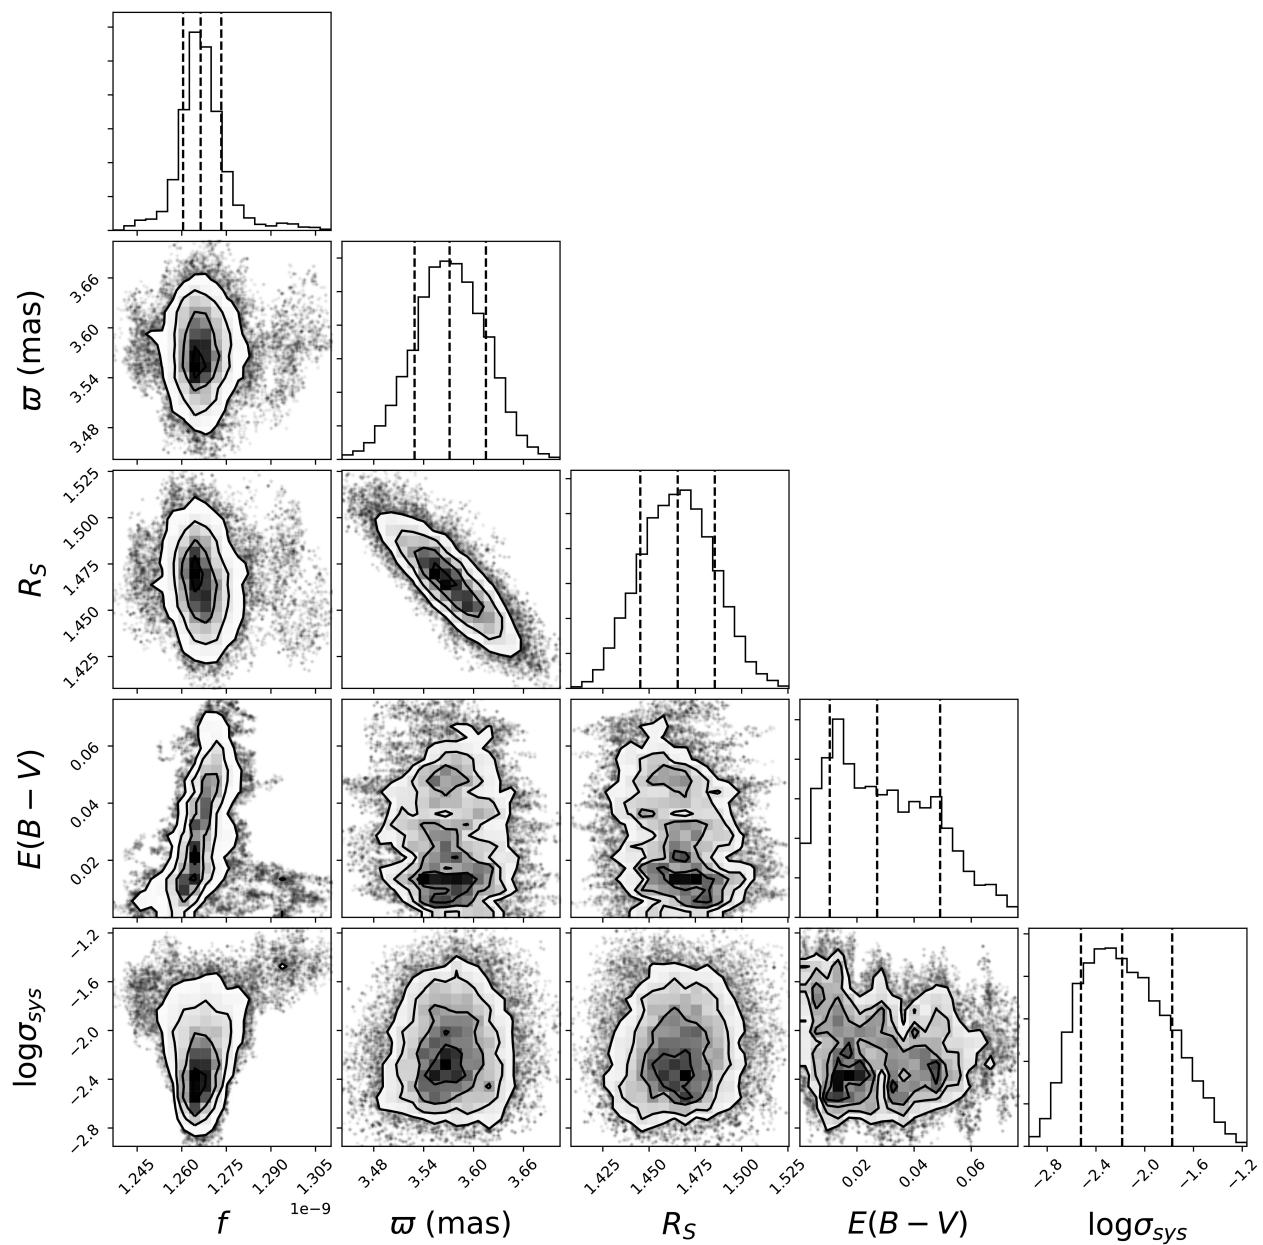 ϖ (mas)
3.66
3.60
3.54
3.48
R_S
1.525
1.500
1.475
1.450
1.425
E(B − V)
0.06
0.04
0.02
logσ_sys
−1.2
−1.6
−2.0
−2.4
−2.8
1.245 1.260 1.275 1.290 1.305 3.48 3.54 3.60 3.66 1.425 1.450 1.475 1.500 1.525 0.02 0.04 0.06 −2.8 −2.4 −2.0 −1.6 −1.2
1e−9
f ϖ (mas) R_S E(B − V) logσ_sys